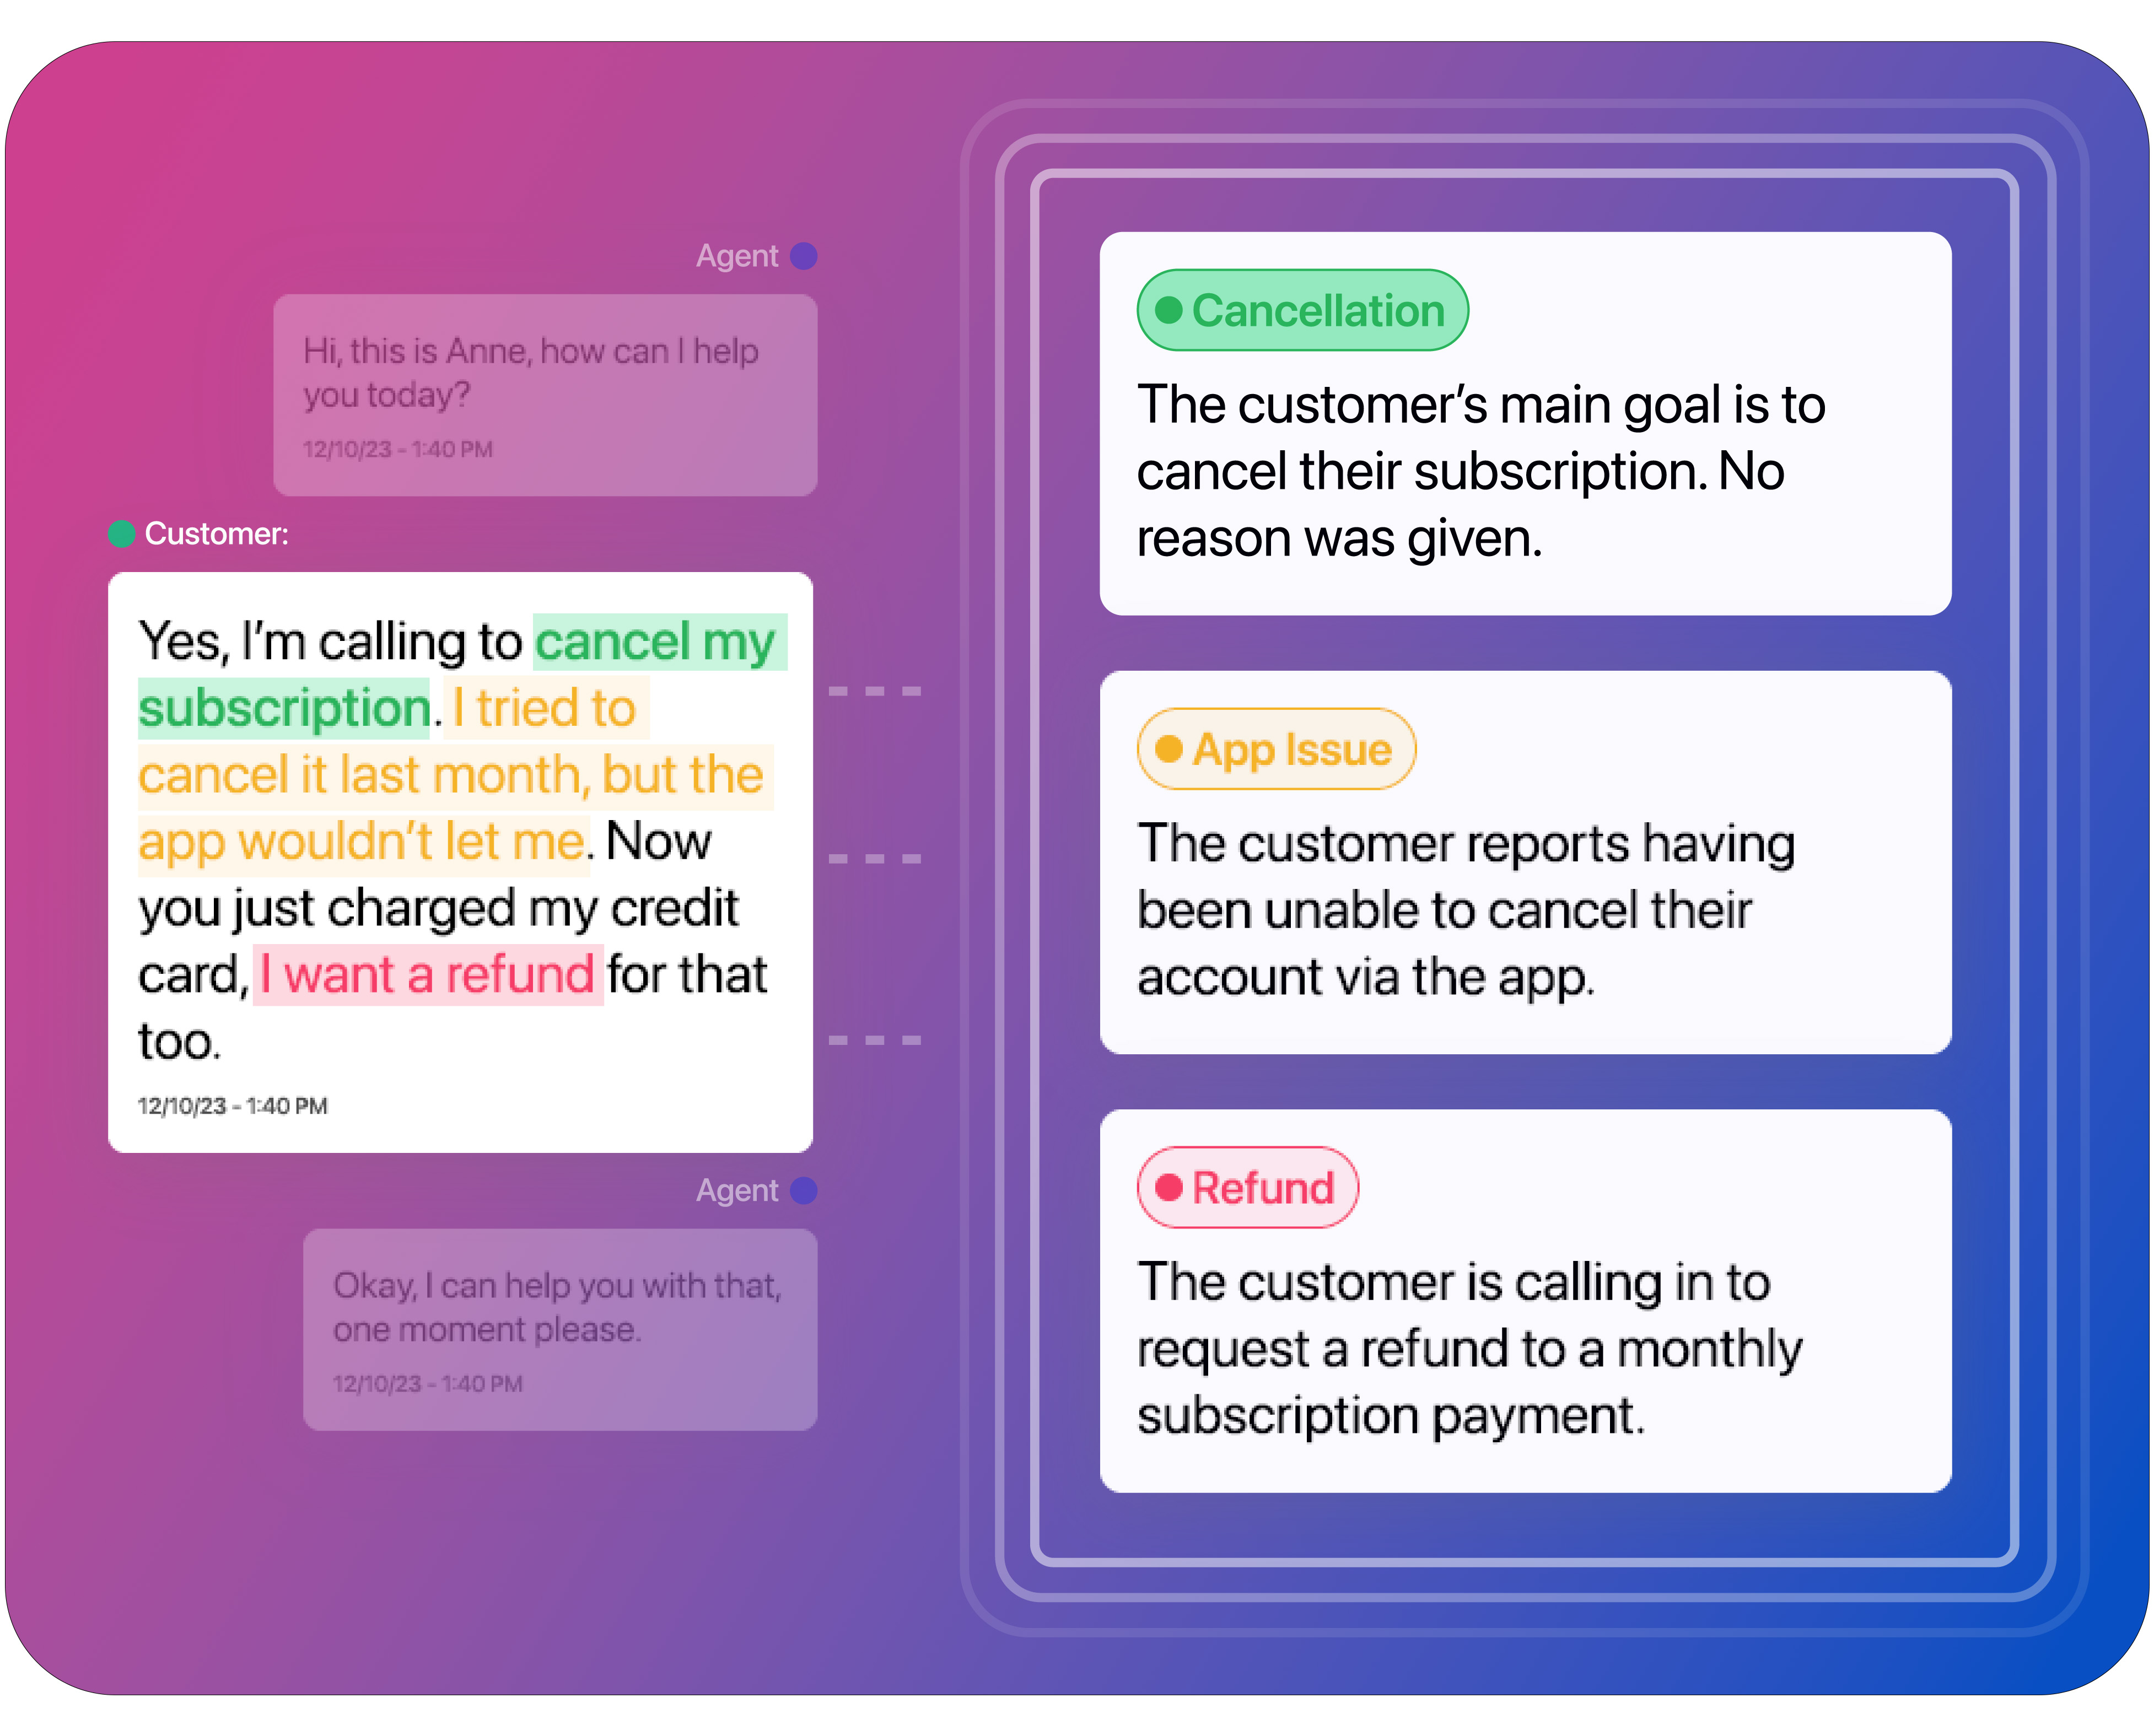 Agent
Hi, this is Anne, how can I help
you today?
12/10/23 - 1:40 PM
Customer:
Yes, I'm calling to cancel my
subscription. I tried to
cancel it last month, but the
app wouldn't let me. Now
you just charged my credit
card, I want a refund for that
too.
12/10/23 - 1:40 PM
Agent
Okay, I can help you with that,
one moment please.
12/10/23 - 1:40 PM
Cancellation
The customer’s main goal is to
cancel their subscription. No
reason was given.
App Issue
The customer reports having
been unable to cancel their
account via the app.
Refund
The customer is calling in to
request a refund to a monthly
subscription payment.